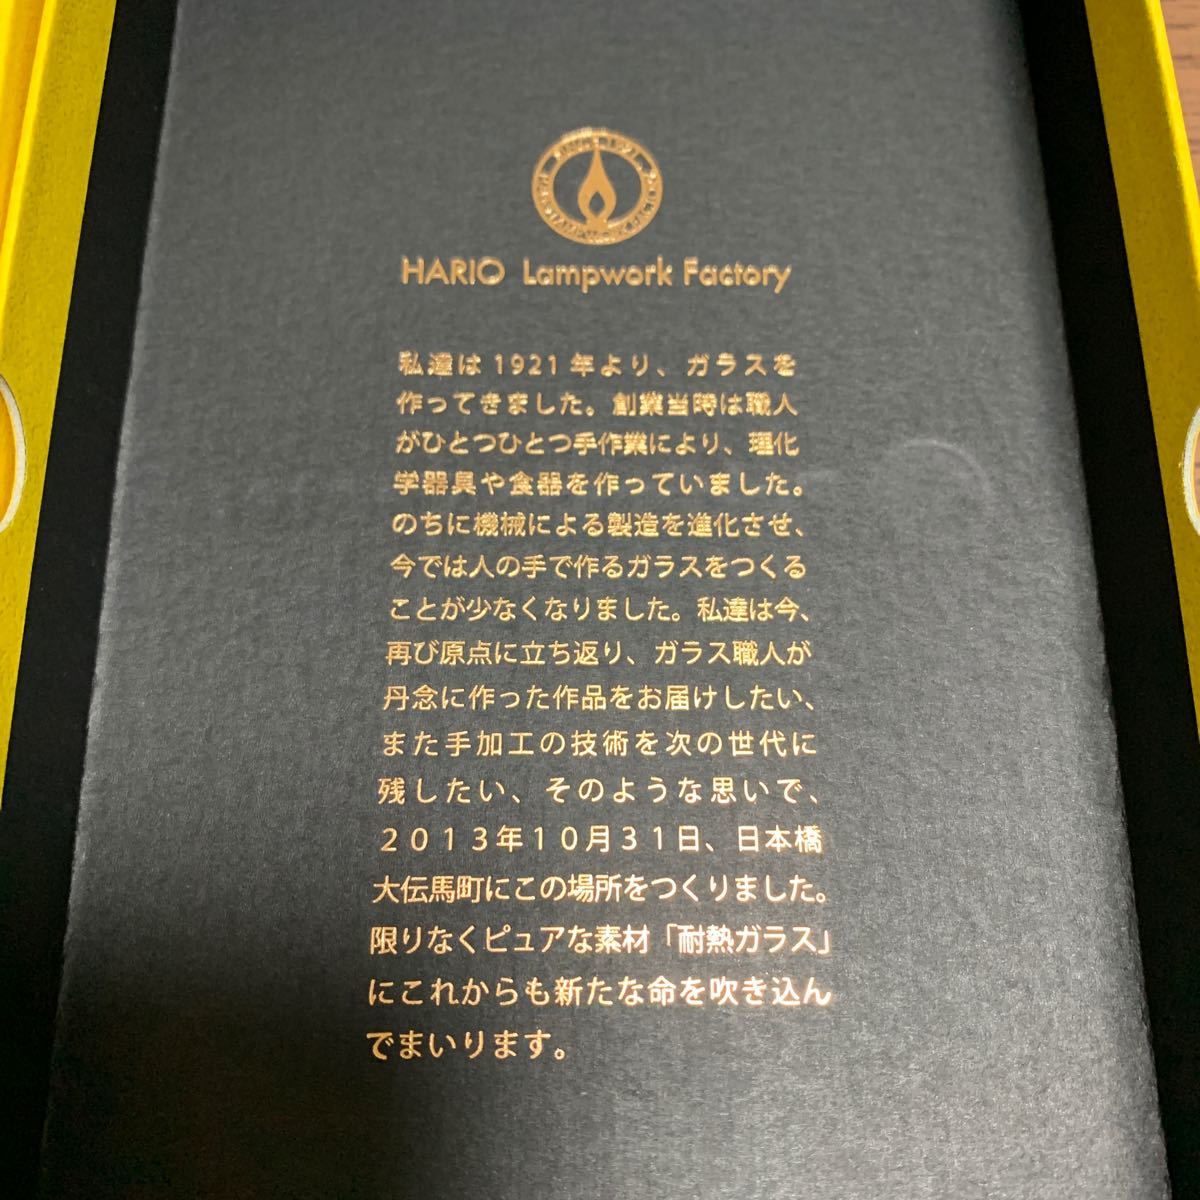 HARIO Lampwork Factory
私達は1921年より、ガラスを
作ってきました。創業当時は職人
がひとつひとつ手作業により、理化
学器具や食器を作っていました。
のちに機械による製造を進化させ、
今では人の手で作るガラスをつくる
ことが少なくなりました。私達は今、
再び原点に立ち返り、ガラス職人が
丹念に作った作品をお届けしたい、
また手加工の技術を次の世代に
残したい、そのような思いで、
２０１３年１０月３１日、日本橋
大伝馬町にこの場所をつくりました。
限りなくピュアな素材「耐熱ガラス」
にこれからも新たな命を吹き込ん
でまいります。